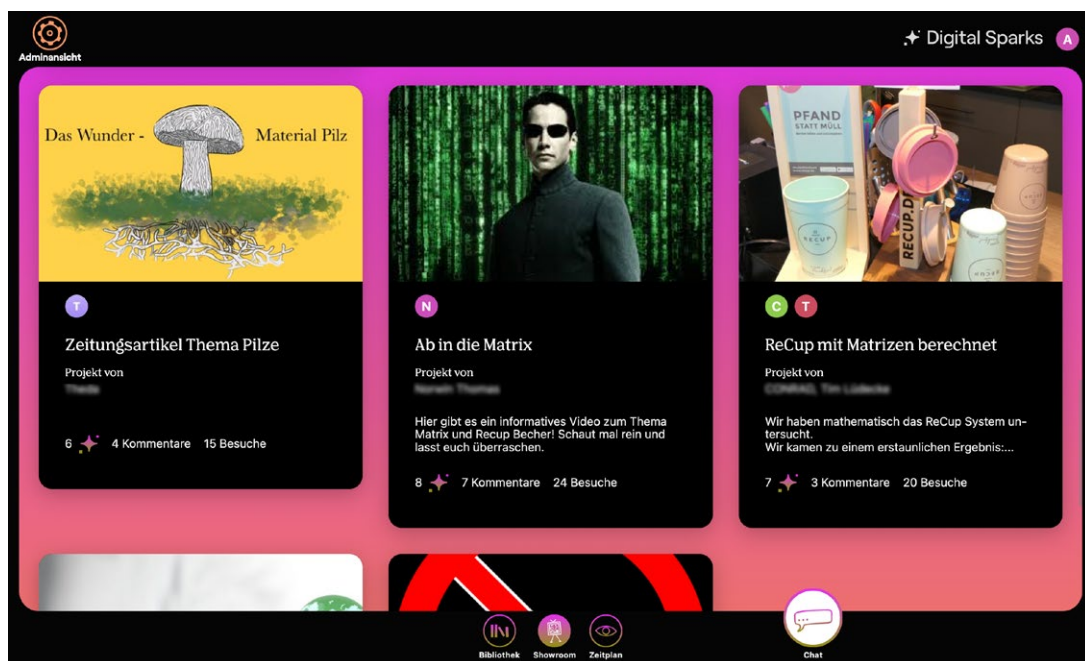 Adminansicht
Digital Sparks
A
Das Wunder -
Material Pilz
PFAND
STATT MÜLL
RECUP
RECUP.D
T
Zeitungsartikel Thema Pilze
Projekt von
6
4 Kommentare
15 Besuche
N
Ab in die Matrix
Projekt von
Hier gibt es ein informatives Video zum Thema
Matrix und Recup Becher! Schaut mal rein und
lasst euch überraschen.
8
7 Kommentare
24 Besuche
C
T
ReCup mit Matrizen berechnet
Projekt von
Wir haben mathematisch das ReCup System un-
tersucht.
Wir kamen zu einem erstaunlichen Ergebnis:...
7
3 Kommentare
20 Besuche
Bibliothek
Showroom
Zeitplan
Chat